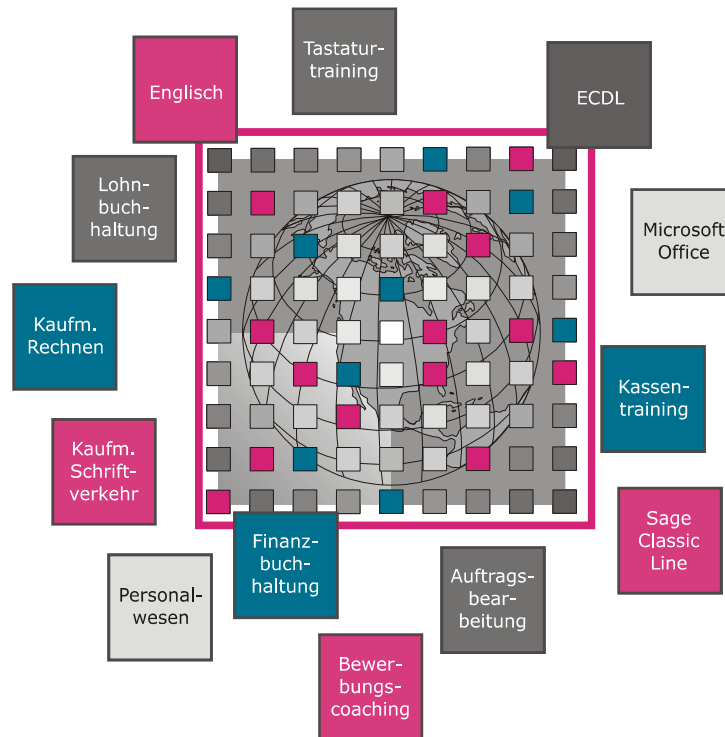 Tastatur-
training
Englisch
ECDL
Lohn-
buch-
haltung
Microsoft
Office
Kaufm.
Rechnen
Kassen-
training
Kaufm.
Schrift-
verkehr
Sage
Classic
Line
Finanz-
buch-
haltung
Personal-
wesen
Auftrags-
bear-
beitung
Bewer-
bungs-
coaching